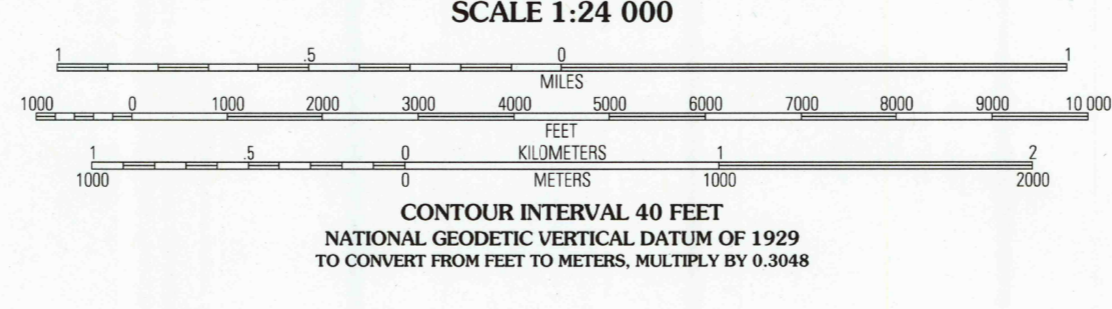 SCALE 1:24 000
1 .5 0 1
MILES
1000 0 1000 2000 3000 4000 5000 6000 7000 8000 9000 10 000
FEET
1 .5 0 KILOMETERS 1 2
1000 0 METERS 1000 2000
CONTOUR INTERVAL 40 FEET
NATIONAL GEODETIC VERTICAL DATUM OF 1929
TO CONVERT FROM FEET TO METERS, MULTIPLY BY 0.3048